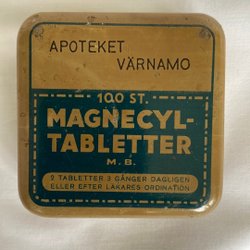 APOTEKET
VÄRNAMO
100 ST.
MAGNECYL-
TABLETTER
M.B.
2 TABLETTER 3 GÅNGER DAGLIGEN
ELLER EFTER LÄKARES ORDINATION